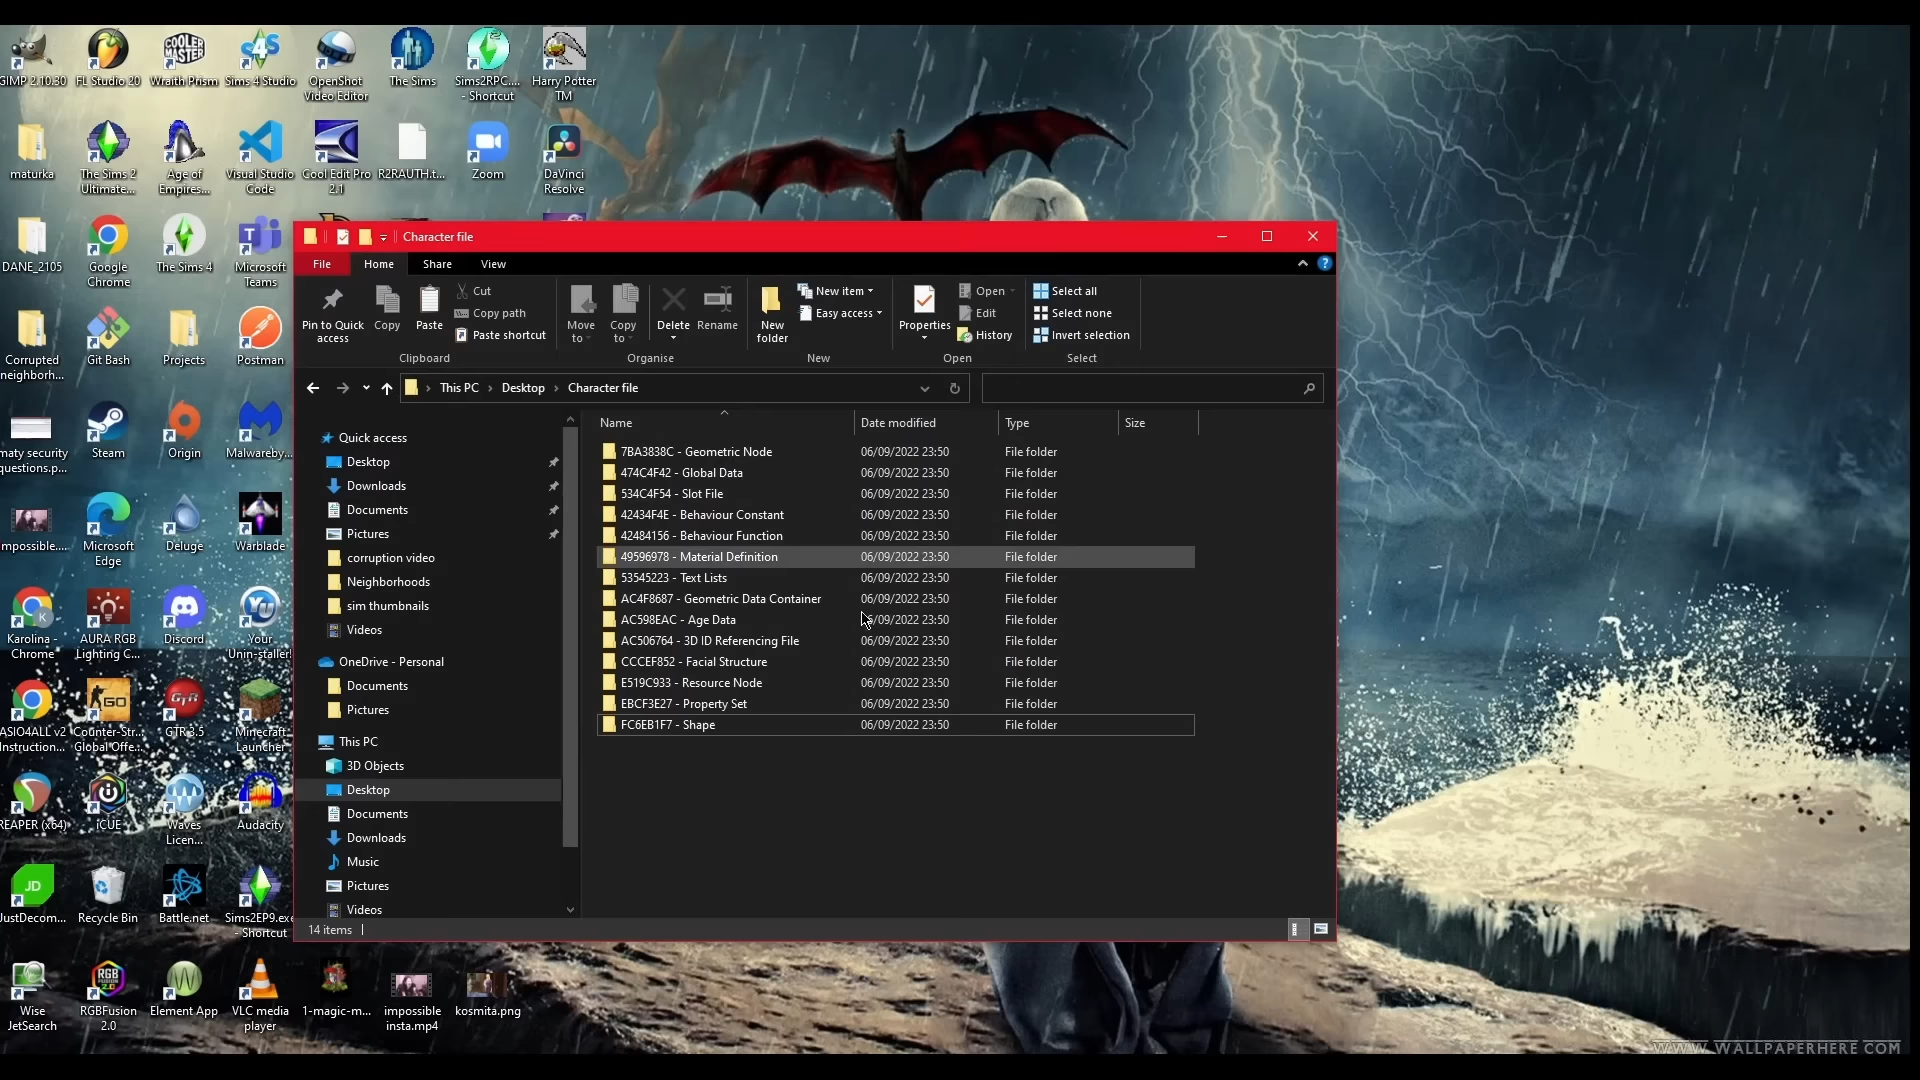 GIMP 2.10.30
FL Studio 20
Wraith Prism
Sims 4 Studio
OpenShot
Video Editor
The Sims
Sims2RPC....
- Shortcut
Harry Potter
TM
COOLER
MASTER
maturka
The Sims 2
Ultimate...
Age of
Empires...
Visual Studio
Code
Cool Edit Pro
2.1
R2RAUTH.t...
Zoom
DaVinci
Resolve
DANE_2105
Google
Chrome
The Sims 4
Microsoft
Teams
Corrupted
neighborh...
Git Bash
Projects
Postman
maty security
questions.p...
Steam
Origin
Malwareby...
mpossible....
Microsoft
Edge
Deluge
Warblade
Karolina -
Chrome
AURA RGB
Lighting C...
Discord
Your
Unin-staller!
ASIO4ALL v2
Instruction...
Counter-Str...
Global Offe...
GTR 3.5
Minecraft
Launcher
REAPER (x64)
iCUE
Waves
Licen...
Audacity
JD
JustDecom...
Recycle Bin
Battle.net
Sims2EP9.exe
- Shortcut
Wise
JetSearch
RGB
FUSION
2.0
RGBFusion
2.0
Element App
VLC media
player
1-magic-m...
impossible
insta.mp4
kosmita.png
Character file
File
Home
Share
View
Pin to Quick
access
Copy
Paste
Cut
Copy path
Paste shortcut
Clipboard
Move
to
Copy
to
Delete
Rename
Organise
New
folder
New item
Easy access
New
Properties
Open
Edit
History
Open
Select all
Select none
Invert selection
Select
This PC > Desktop > Character file
Quick access
Desktop
Downloads
Documents
Pictures
corruption video
Neighborhoods
sim thumbnails
Videos
OneDrive - Personal
Documents
Pictures
This PC
3D Objects
Desktop
Documents
Downloads
Music
Pictures
Videos
Name Date modified Type Size
7BA3838C - Geometric Node 06/09/2022 23:50 File folder
474C4F42 - Global Data 06/09/2022 23:50 File folder
534C4F54 - Slot File 06/09/2022 23:50 File folder
42434F4E - Behaviour Constant 06/09/2022 23:50 File folder
42484156 - Behaviour Function 06/09/2022 23:50 File folder
49596978 - Material Definition 06/09/2022 23:50 File folder
53545223 - Text Lists 06/09/2022 23:50 File folder
AC4F8687 - Geometric Data Container 06/09/2022 23:50 File folder
AC598EAC - Age Data /09/2022 23:50 File folder
AC506764 - 3D ID Referencing File 06/09/2022 23:50 File folder
CCCEF852 - Facial Structure 06/09/2022 23:50 File folder
E519C933 - Resource Node 06/09/2022 23:50 File folder
EBCF3E27 - Property Set 06/09/2022 23:50 File folder
FC6EB1F7 - Shape 06/09/2022 23:50 File folder
14 items
WWW.WALLPAPERHERE.COM